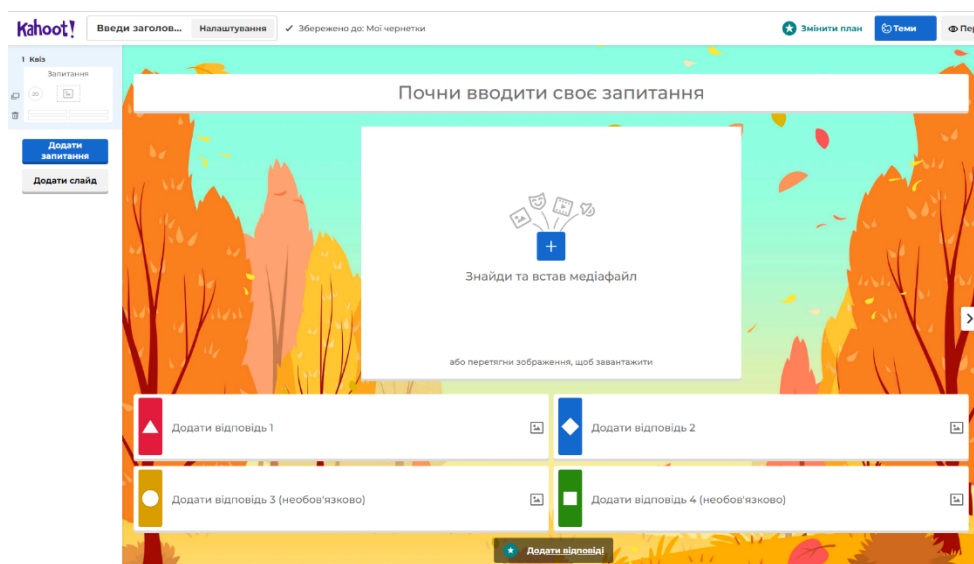 Kahoot!
Введи заголов...
Налаштування
Збережено до: Мої чернетки
Змінити план
Теми
Пер
1 Квіз
Запитання
Додати
запитання
Додати слайд
Почни вводити своє запитання
Знайди та встав медіафайл
або перетягни зображення, щоб завантажити
Додати відповідь 1
Додати відповідь 2
Додати відповідь 3 (необов'язково)
Додати відповідь 4 (необов'язково)
Додати відповіді